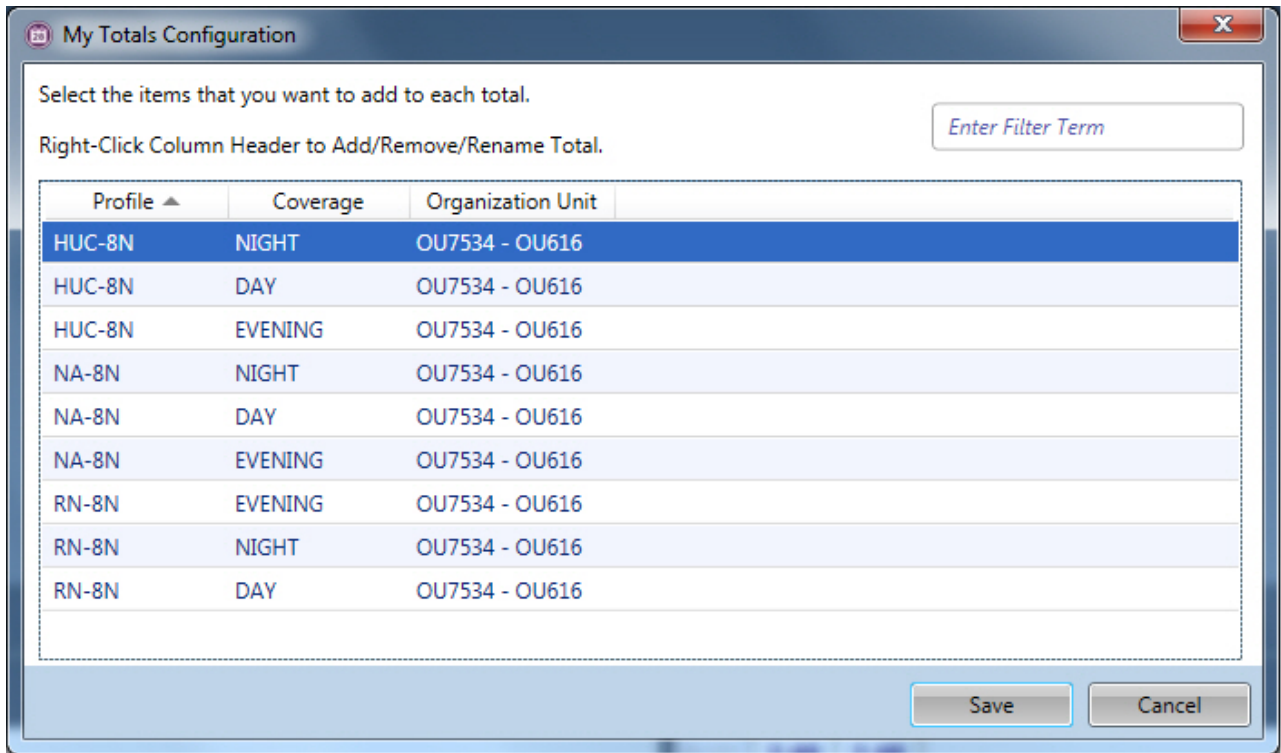 My Totals Configuration
Select the items that you want to add to each total.
Enter Filter Term
Right-Click Column Header to Add/Remove/Rename Total.
Profile Coverage Organization Unit
HUC-8N NIGHT OU7534 - OU616
HUC-8N DAY OU7534 - OU616
HUC-8N EVENING OU7534 - OU616
NA-8N NIGHT OU7534 - OU616
NA-8N DAY OU7534 - OU616
NA-8N EVENING OU7534 - OU616
RN-8N EVENING OU7534 - OU616
RN-8N NIGHT OU7534 - OU616
RN-8N DAY OU7534 - OU616
Save Cancel